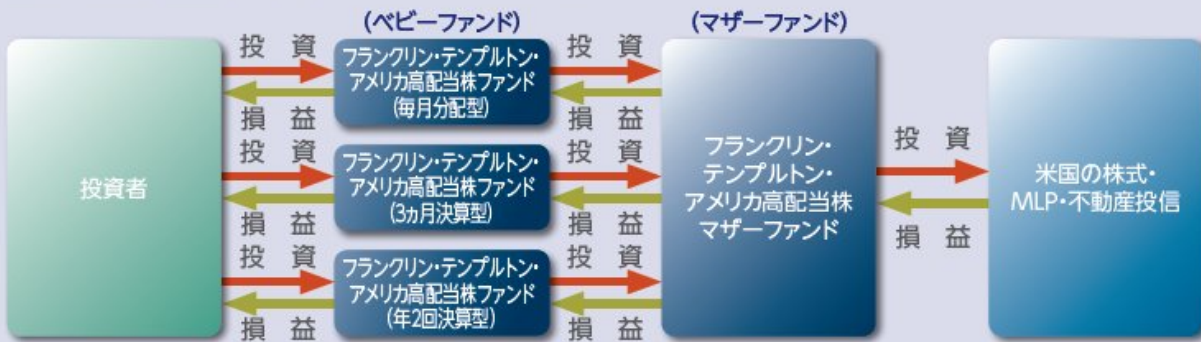 (ベビーファンド)
(マザーファンド)
投資者
投 資
損 益
投 資
損 益
投 資
損 益
フランクリン・テンプルトン・
アメリカ高配当株ファンド
(毎月分配型)
フランクリン・テンプルトン・
アメリカ高配当株ファンド
(3ヵ月決算型)
フランクリン・テンプルトン・
アメリカ高配当株ファンド
(年2回決算型)
投 資
損 益
投 資
損 益
投 資
損 益
フランクリン・
テンプルトン・
アメリカ高配当株
マザーファンド
投 資
損 益
米国の株式・
MLP・不動産投信